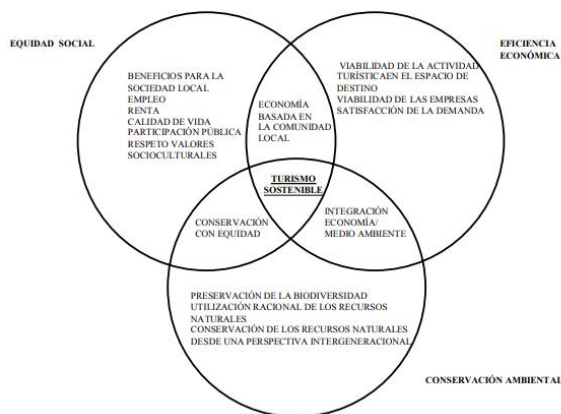 EQUIDAD SOCIAL
EFICIENCIA
ECONÓMICA
BENEFICIOS PARA LA
SOCIEDAD LOCAL
EMPLEO
RENTA
CALIDAD DE VIDA
PARTICIPACIÓN PÚBLICA
RESPETO VALORES
SOCIOCULTURALES
ECONOMÍA
BASADA EN
LA COMUNIDAD
LOCAL
VIABILIDAD DE LA ACTIVIDAD
TURÍSTICAEN EL ESPACIO DE
DESTINO
VIABILIDAD DE LAS EMPRESAS
SATISFACCIÓN DE LA DEMANDA
TURISMO
SOSTENIBLE
CONSERVACIÓN
CON EQUIDAD
INTEGRACIÓN
ECONOMÍA/
MEDIO AMBIENTE
PRESERVACIÓN DE LA BIODIVERSIDAD
UTILIZACIÓN RACIONAL DE LOS RECURSOS
NATURALES
CONSERVACIÓN DE LOS RECURSOS NATURALES
DESDE UNA PERSPECTIVA INTERGENERACIONAL
CONSERVACIÓN AMBIENTAL